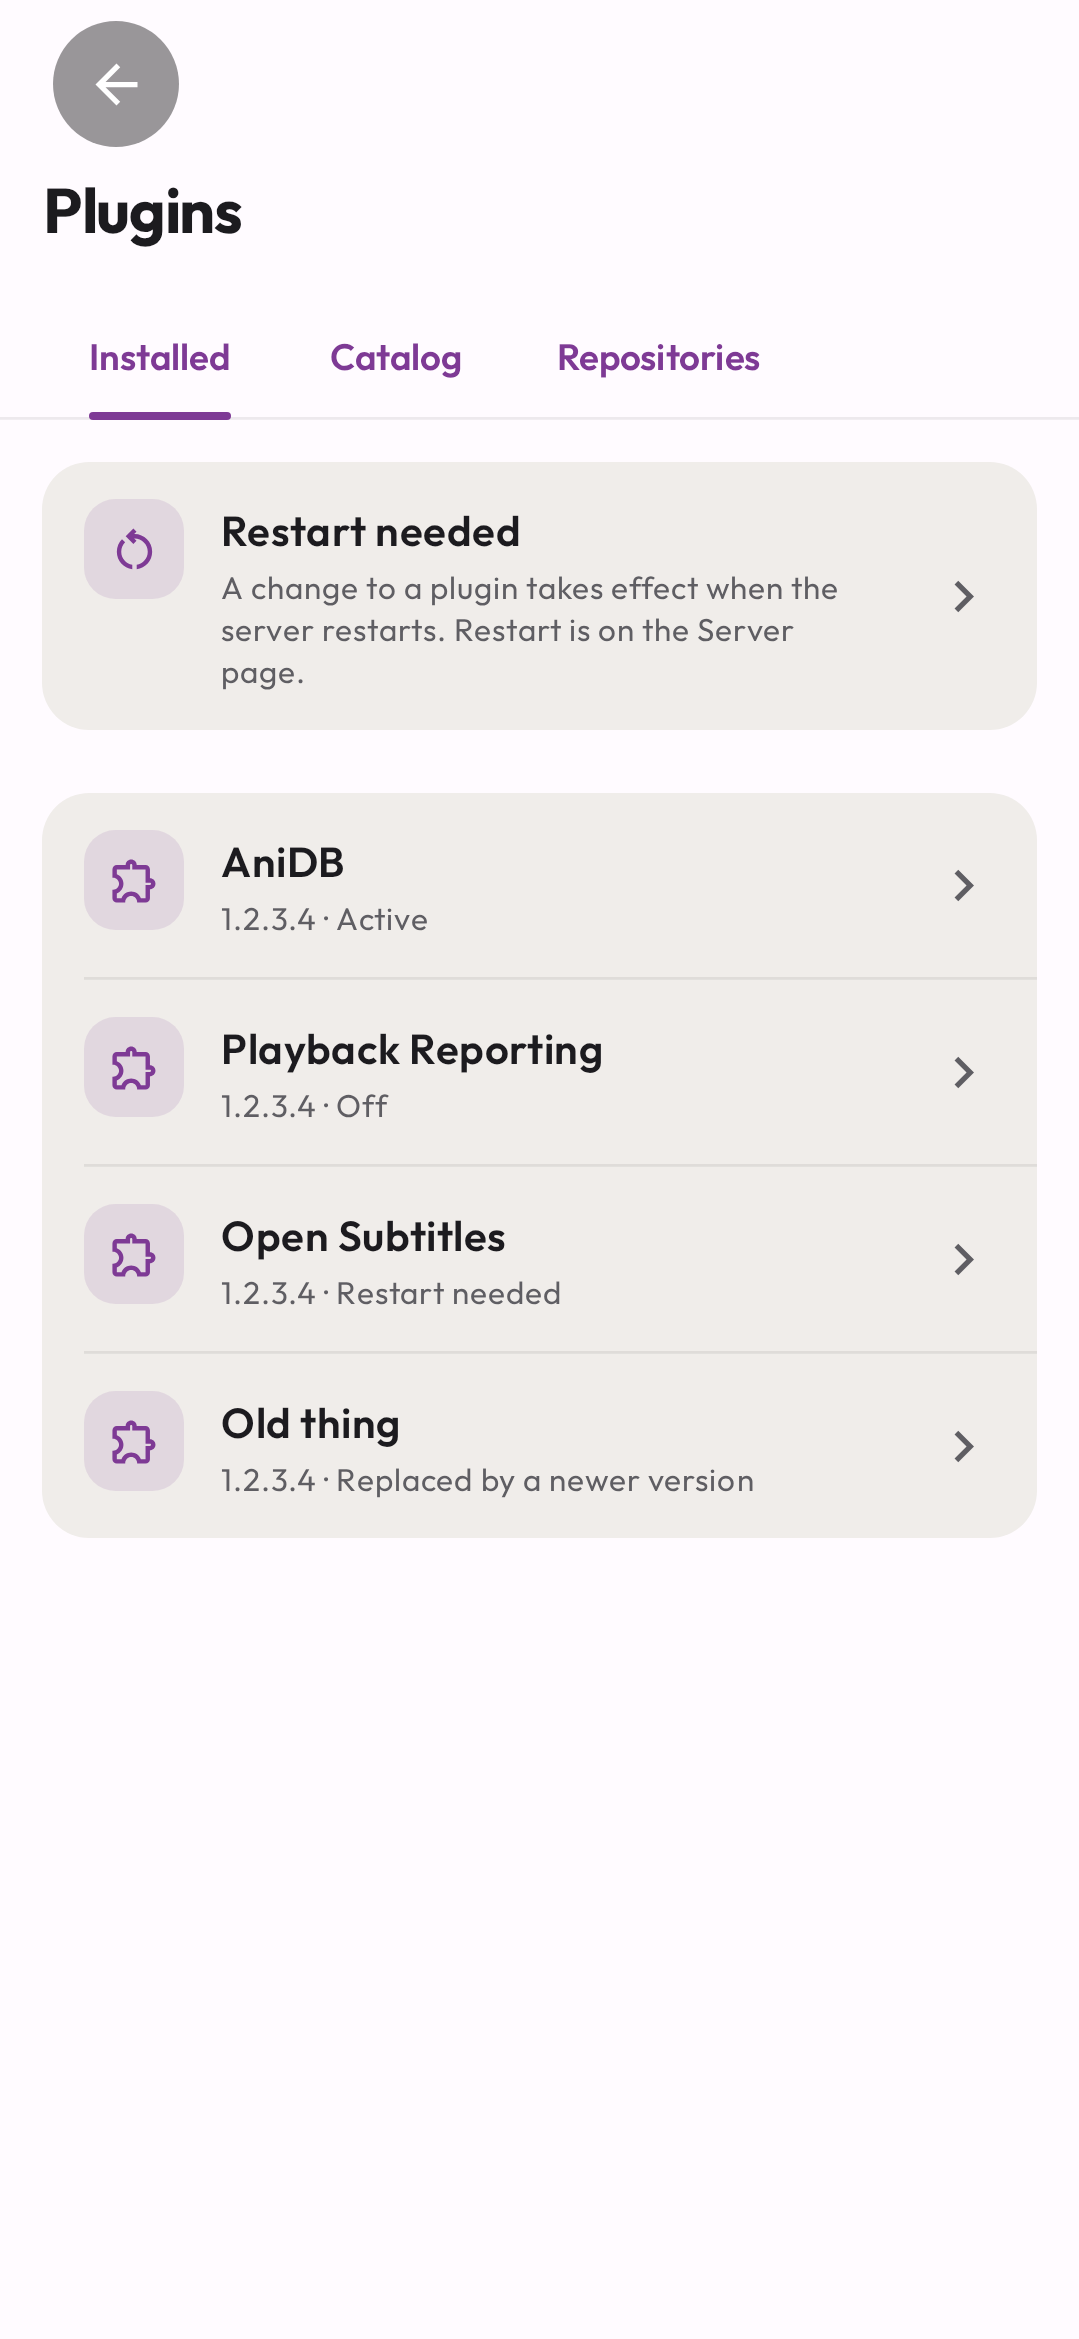 Plugins
Installed
Catalog
Repositories
Restart needed
A change to a plugin takes effect when the
server restarts. Restart is on the Server
page.
AniDB
1.2.3.4 · Active
Playback Reporting
1.2.3.4 · Off
Open Subtitles
1.2.3.4 · Restart needed
Old thing
1.2.3.4 · Replaced by a newer version